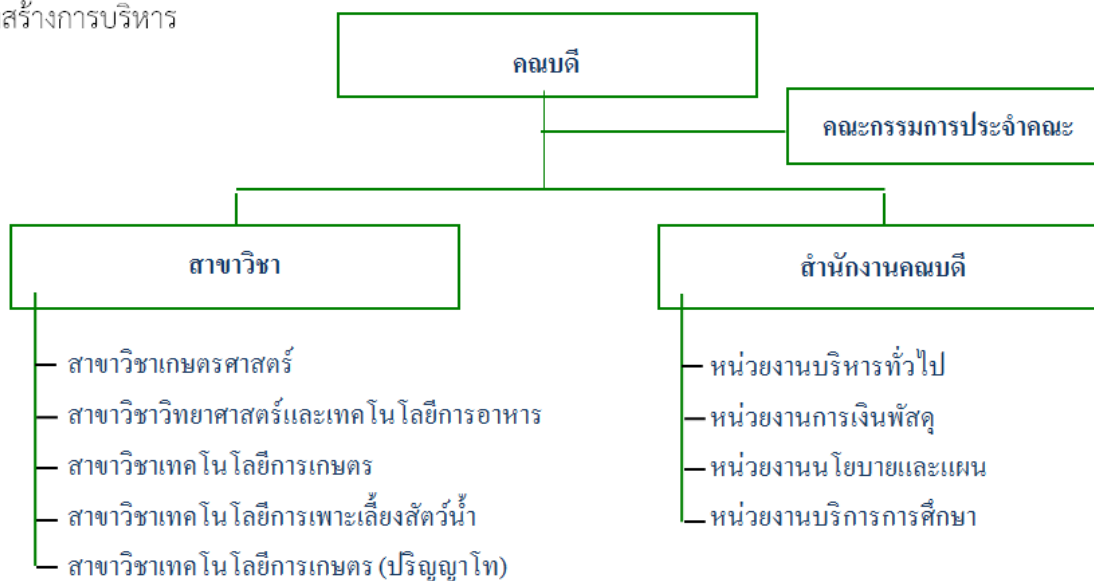 สร้างการบริหาร
คณบดี
คณะกรรมการประจำคณะ
สาขาวิชา
สาขาวิชาเกษตรศาสตร์
สาขาวิชาวิทยาศาสตร์และเทคโนโลยีการอาหาร
สาขาวิชาเทคโนโลยีการเกษตร
สาขาวิชาเทคโนโลยีการเพาะเลี้ยงสัตว์น้ำ
สาขาวิชาเทคโนโลยีการเกษตร (ปริญญาโท)
สำนักงานคณบดี
หน่วยงานบริหารทั่วไป
หน่วยงานการเงินพัสดุ
หน่วยงานนโยบายและแผน
หน่วยงานบริการการศึกษา